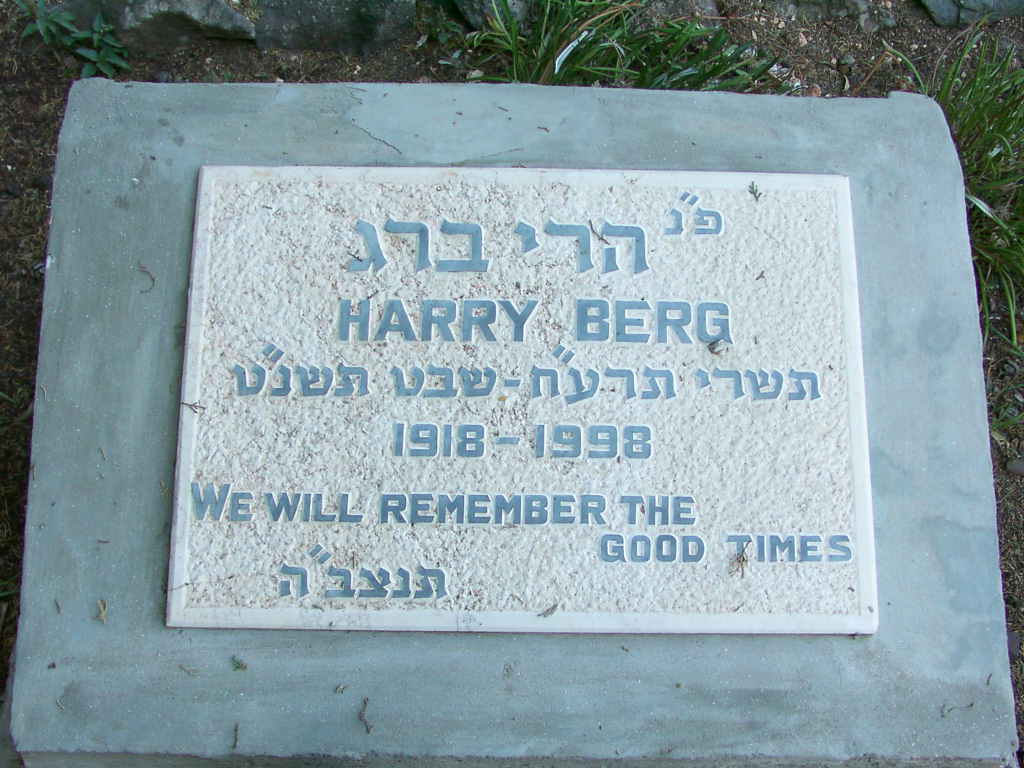 פ"נ
הרי ברג
HARRY BERG
תשרי תרע"ח - שבט תשנ"ט
1918 - 1998
WE WILL REMEMBER THE
GOOD TIMES
תנצב"ה